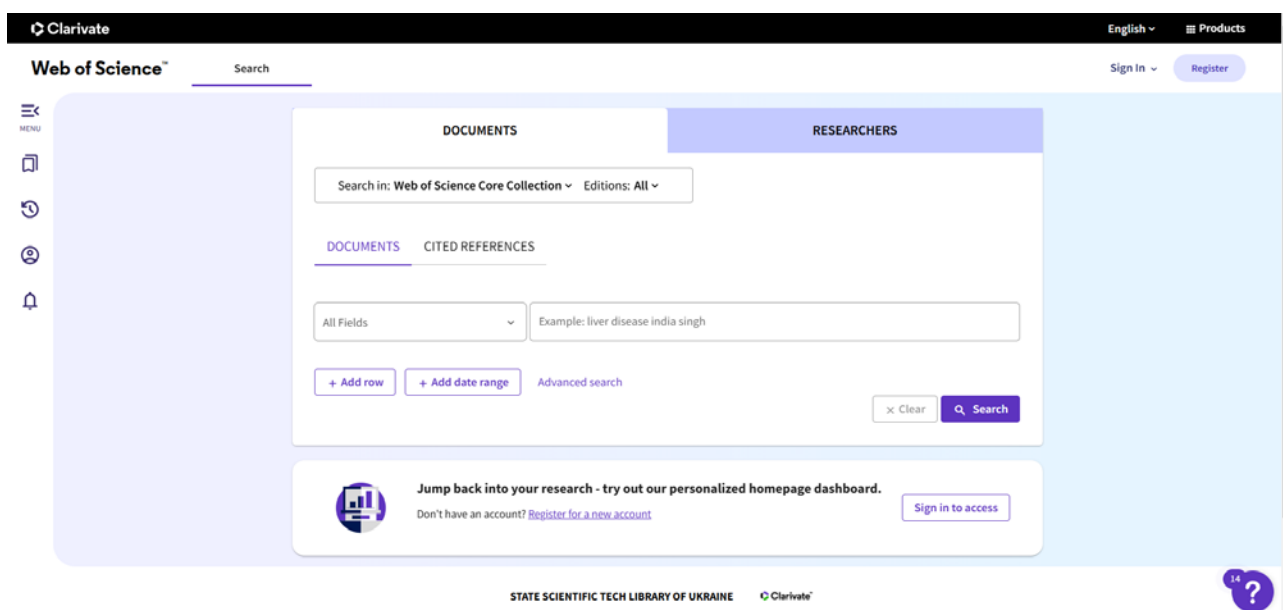 Clarivate
English
Products
Web of Science™
Search
Sign In
Register
MENU
DOCUMENTS
RESEARCHERS
Search in: Web of Science Core Collection
Editions: All
DOCUMENTS
CITED REFERENCES
All Fields
Example: liver disease india singh
+ Add row
+ Add date range
Advanced search
× Clear
Search
Jump back into your research - try out our personalized homepage dashboard.
Don't have an account? Register for a new account
Sign in to access
14
?
STATE SCIENTIFIC TECH LIBRARY OF UKRAINE
Clarivate™